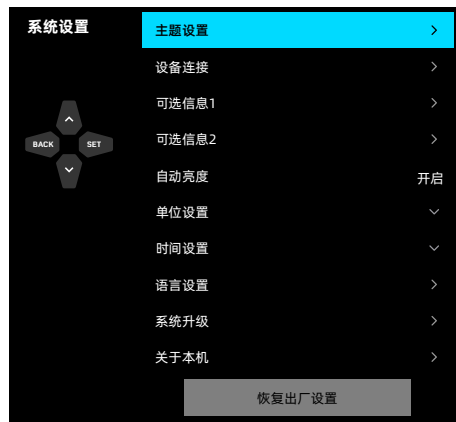 系统设置
主题设置
设备连接
可选信息1
BACK SET
可选信息2
自动亮度 开启
单位设置
时间设置
语言设置
系统升级
关于本机
恢复出厂设置